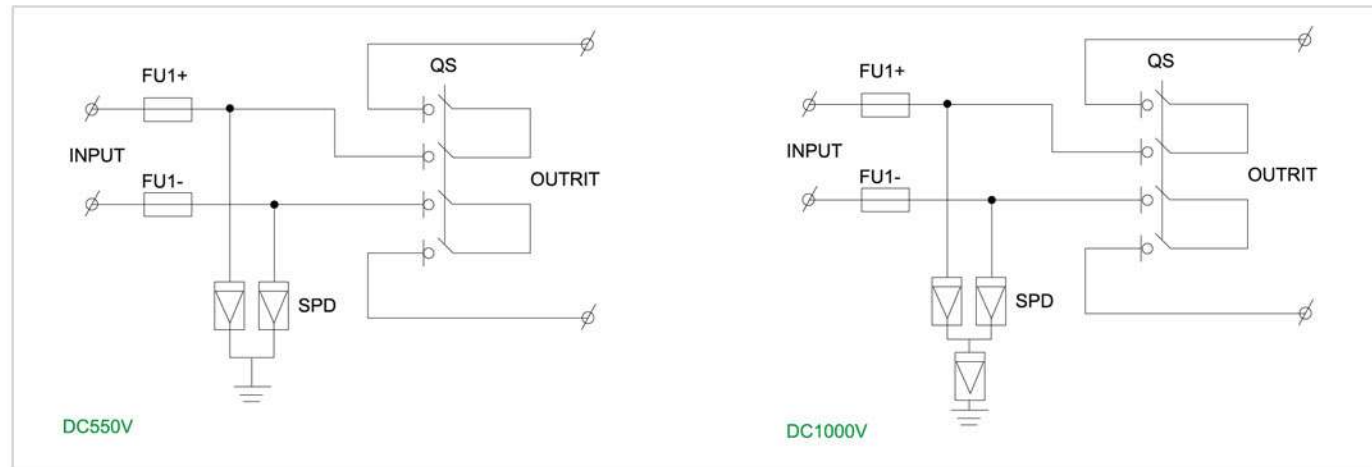 QS
FU1+
INPUT
FU1-
OUTRIT
SPD
DC550V
QS
FU1+
INPUT
FU1-
OUTRIT
SPD
DC1000V